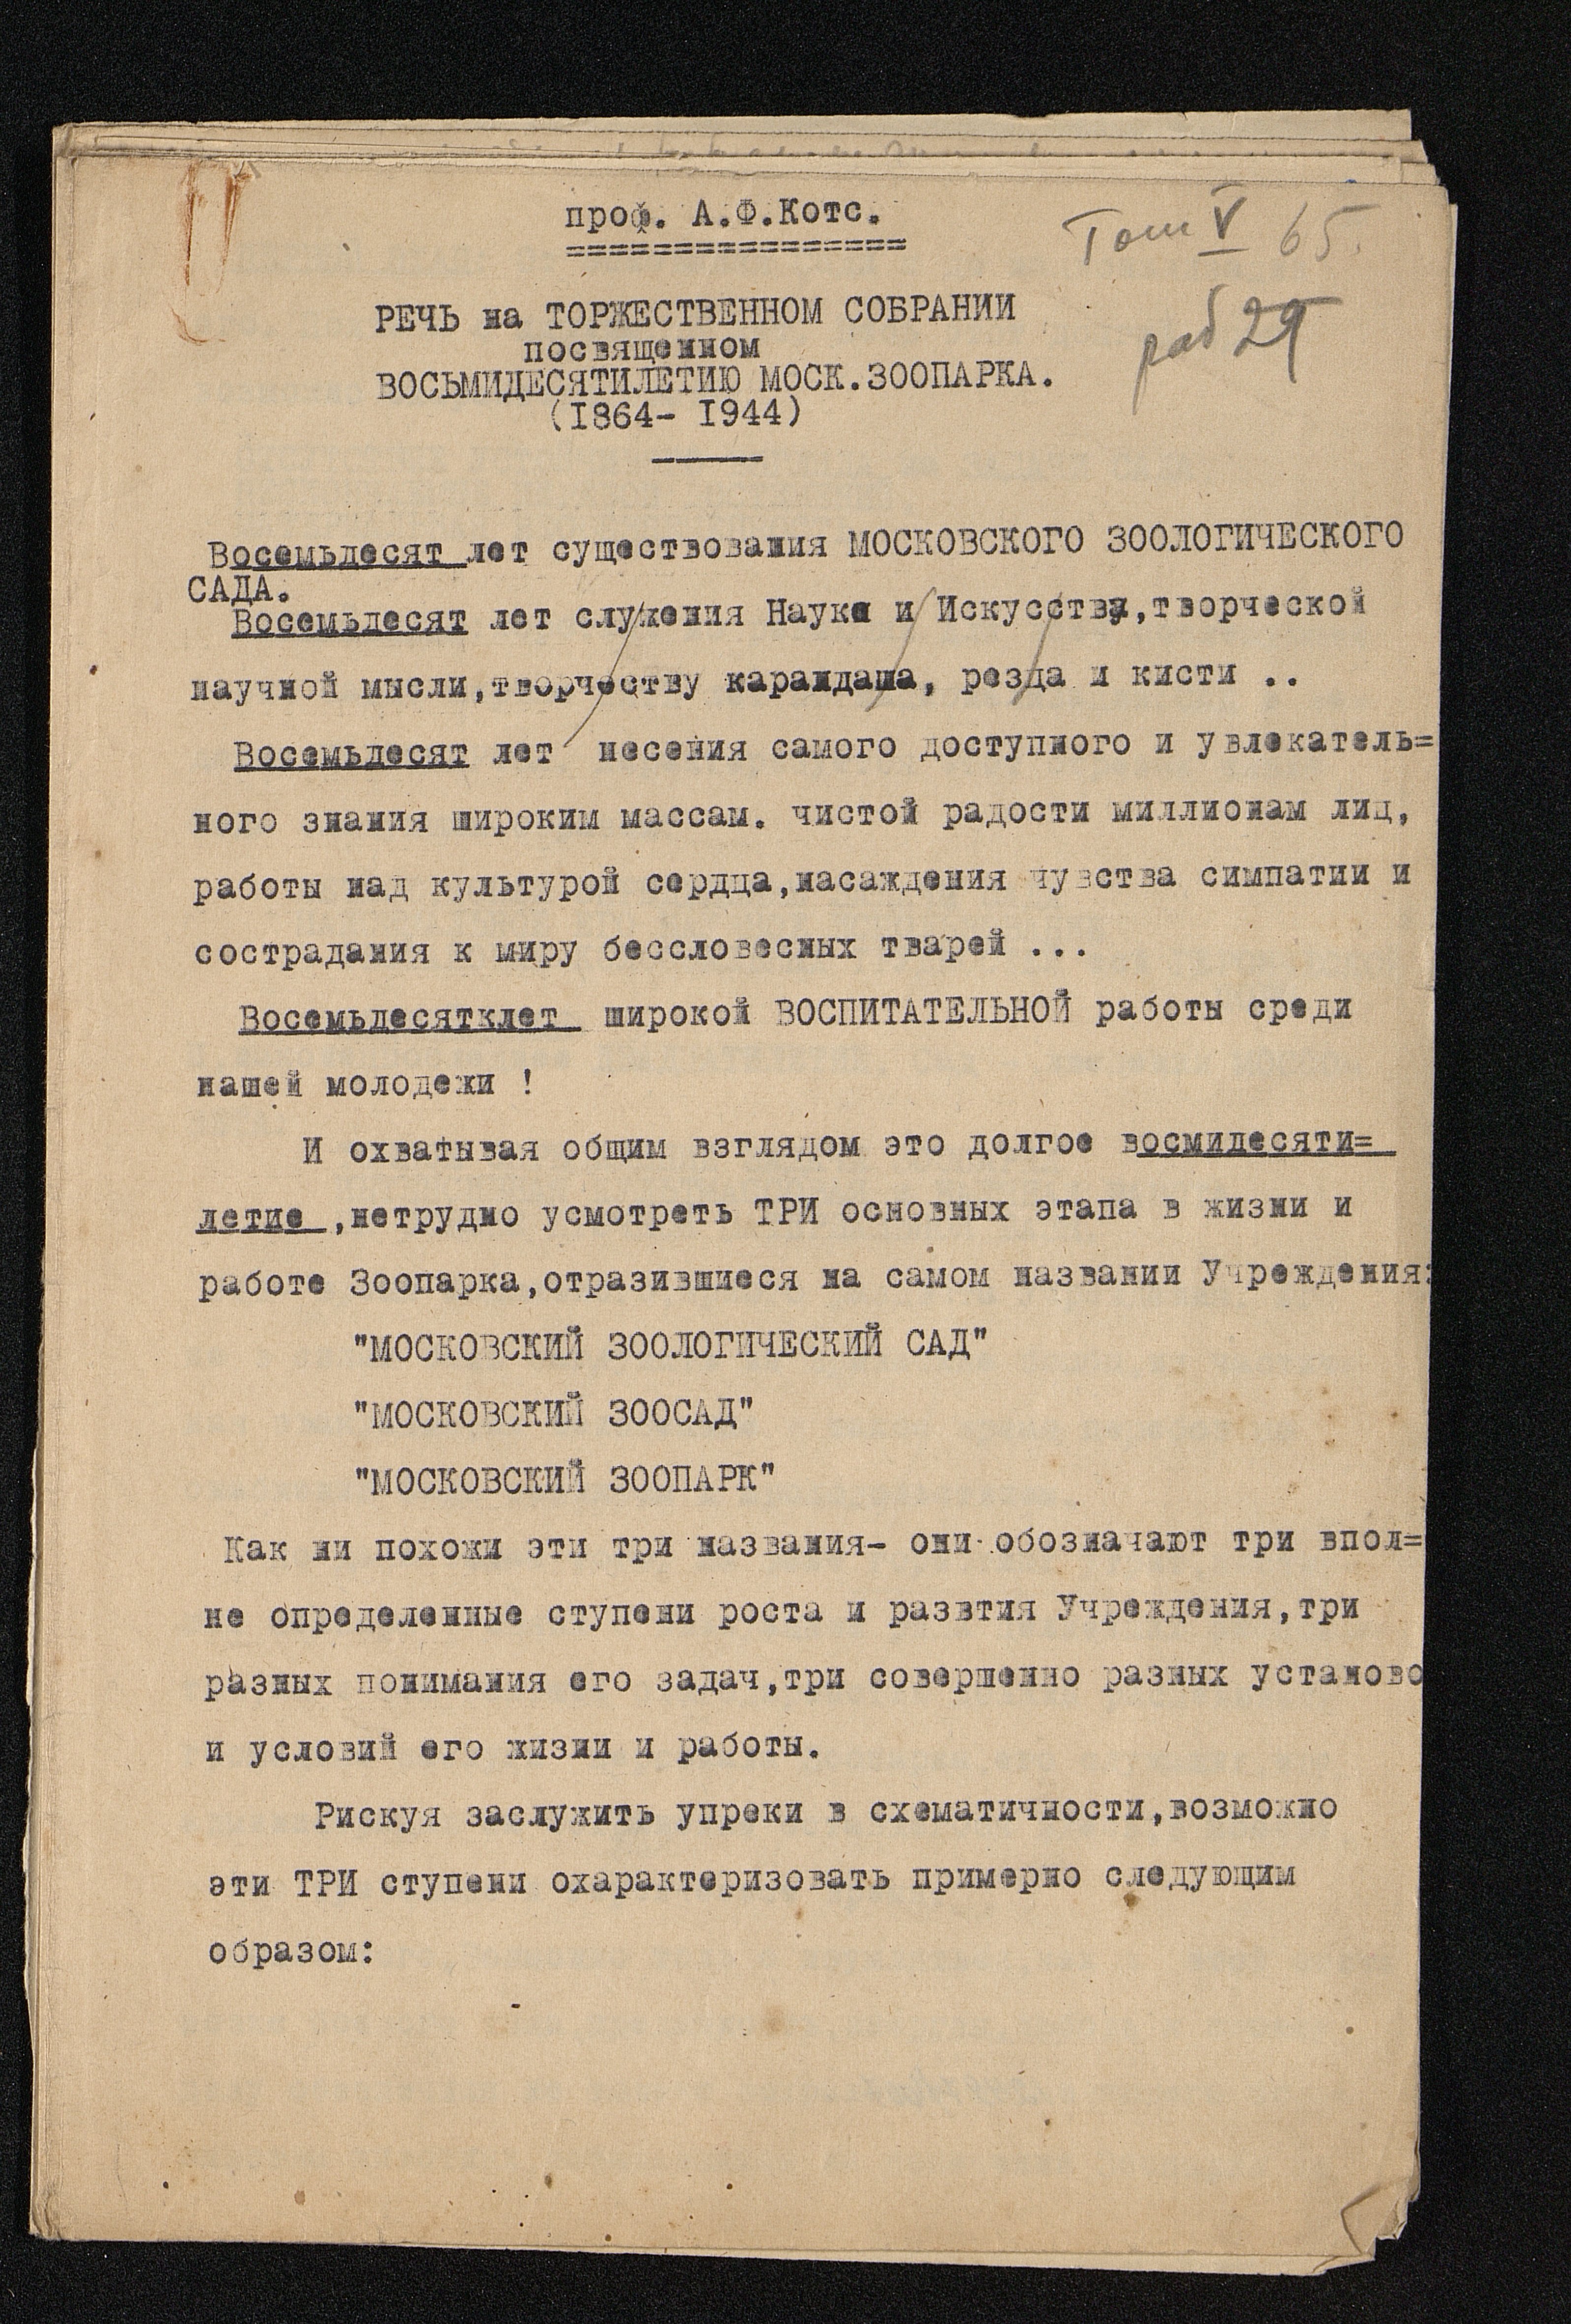 проф. А.Ф.Котс.
================
Том V 65.
раб 29
РЕЧЬ на ТОРЖЕСТВЕННОМ СОБРАНИИ
посвященном
ВОСЬМИДЕСЯТИЛЕТИЮ МОСК.ЗООПАРКА.
(I864- I944)
Восемьдесят лет существования МОСКОВСКОГО ЗООЛОГИЧЕСКОГО
САДА.
Восемьдесят лет служения Науке и Искусству,творческой
научной мысли,творчеству карандаша, резца и кисти ..
Восемьдесят лет несения самого доступного и увлекатель=
ного знания широким массам. чистой радости миллионам лиц,
работы над культурой сердца,насаждения чувства симпатии и
сострадания к миру бессловесных тварей ...
Восемьдесятклет широкой ВОСПИТАТЕЛЬНОЙ работы среди
нашей молодежи !
И охватывая общим взглядом это долгое восмидесяти=
летие ,нетрудно усмотреть ТРИ основных этапа в жизни и
работе Зоопарка,отразившиеся на самом названии Учреждения:
"МОСКОВСКИЙ ЗООЛОГИЧЕСКИЙ САД"
"МОСКОВСКИЙ ЗООСАД"
"МОСКОВСКИЙ ЗООПАРК"
Как ни похожи эти три названия- они обозначают три впол=
не определенные ступени роста и развтия Учреждения,три
разных понимания его задач,три совершенно разных установо
и условий его жизни и работы.
Рискуя заслужить упреки в схематичности,возможно
эти ТРИ ступени охарактеризовать примерно следующим
образом: